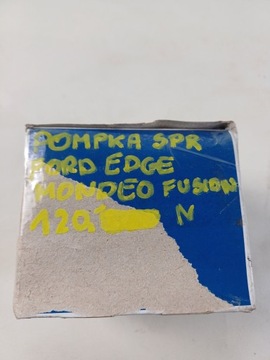 POMPKA SPR
FORD EDGE
MONDEO FUSION
N